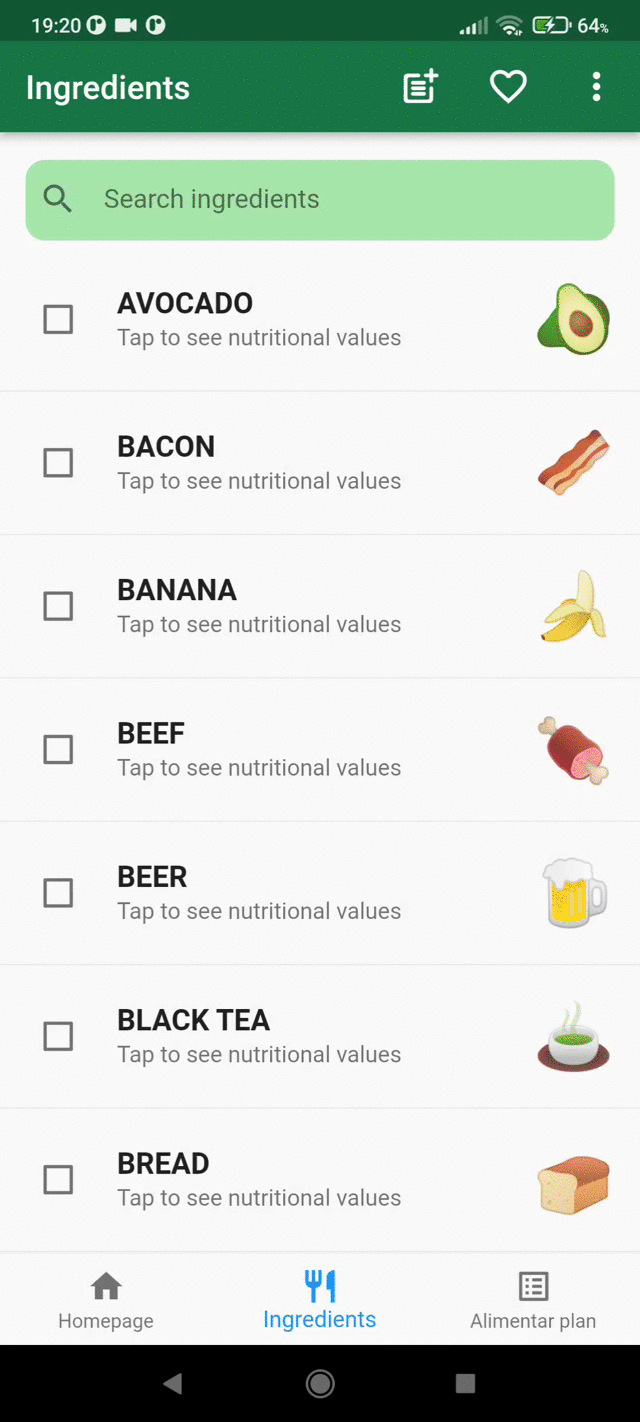 19:20 64%
Ingredients
Search ingredients
AVOCADO
Tap to see nutritional values
BACON
Tap to see nutritional values
BANANA
Tap to see nutritional values
BEEF
Tap to see nutritional values
BEER
Tap to see nutritional values
BLACK TEA
Tap to see nutritional values
BREAD
Tap to see nutritional values
Homepage Ingredients Alimentar plan